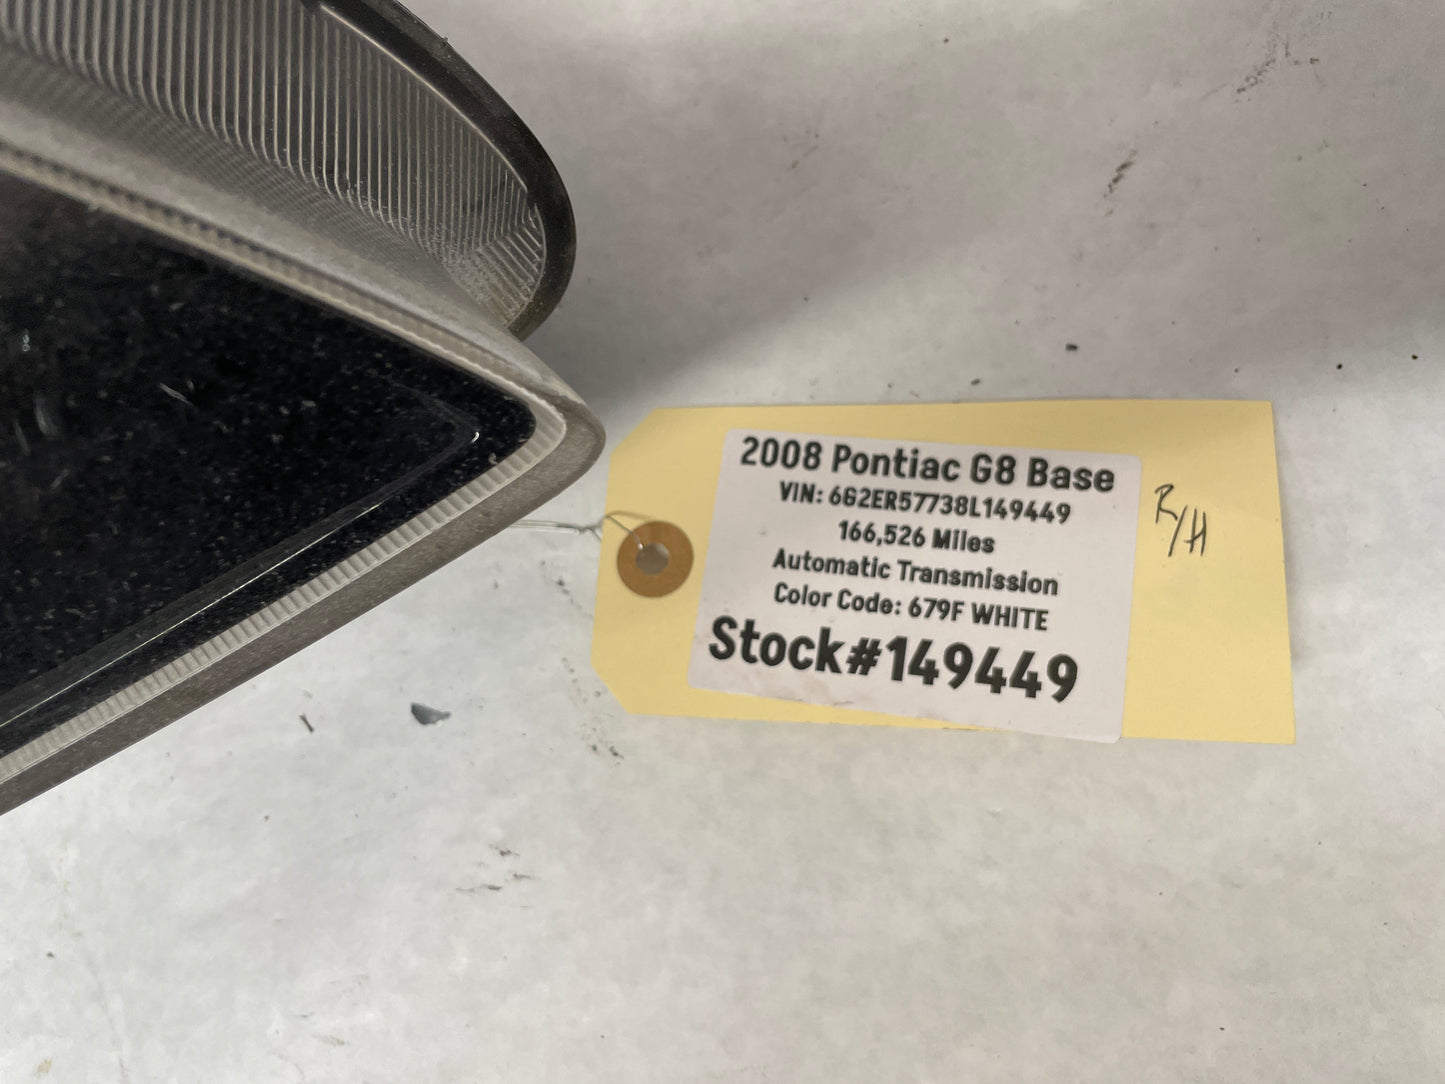 2008 Pontiac G8 Base
VIN: 6G2ER57738L149449
166,526 Miles
Automatic Transmission
Color Code: 679F WHITE
Stock#149449
R/H